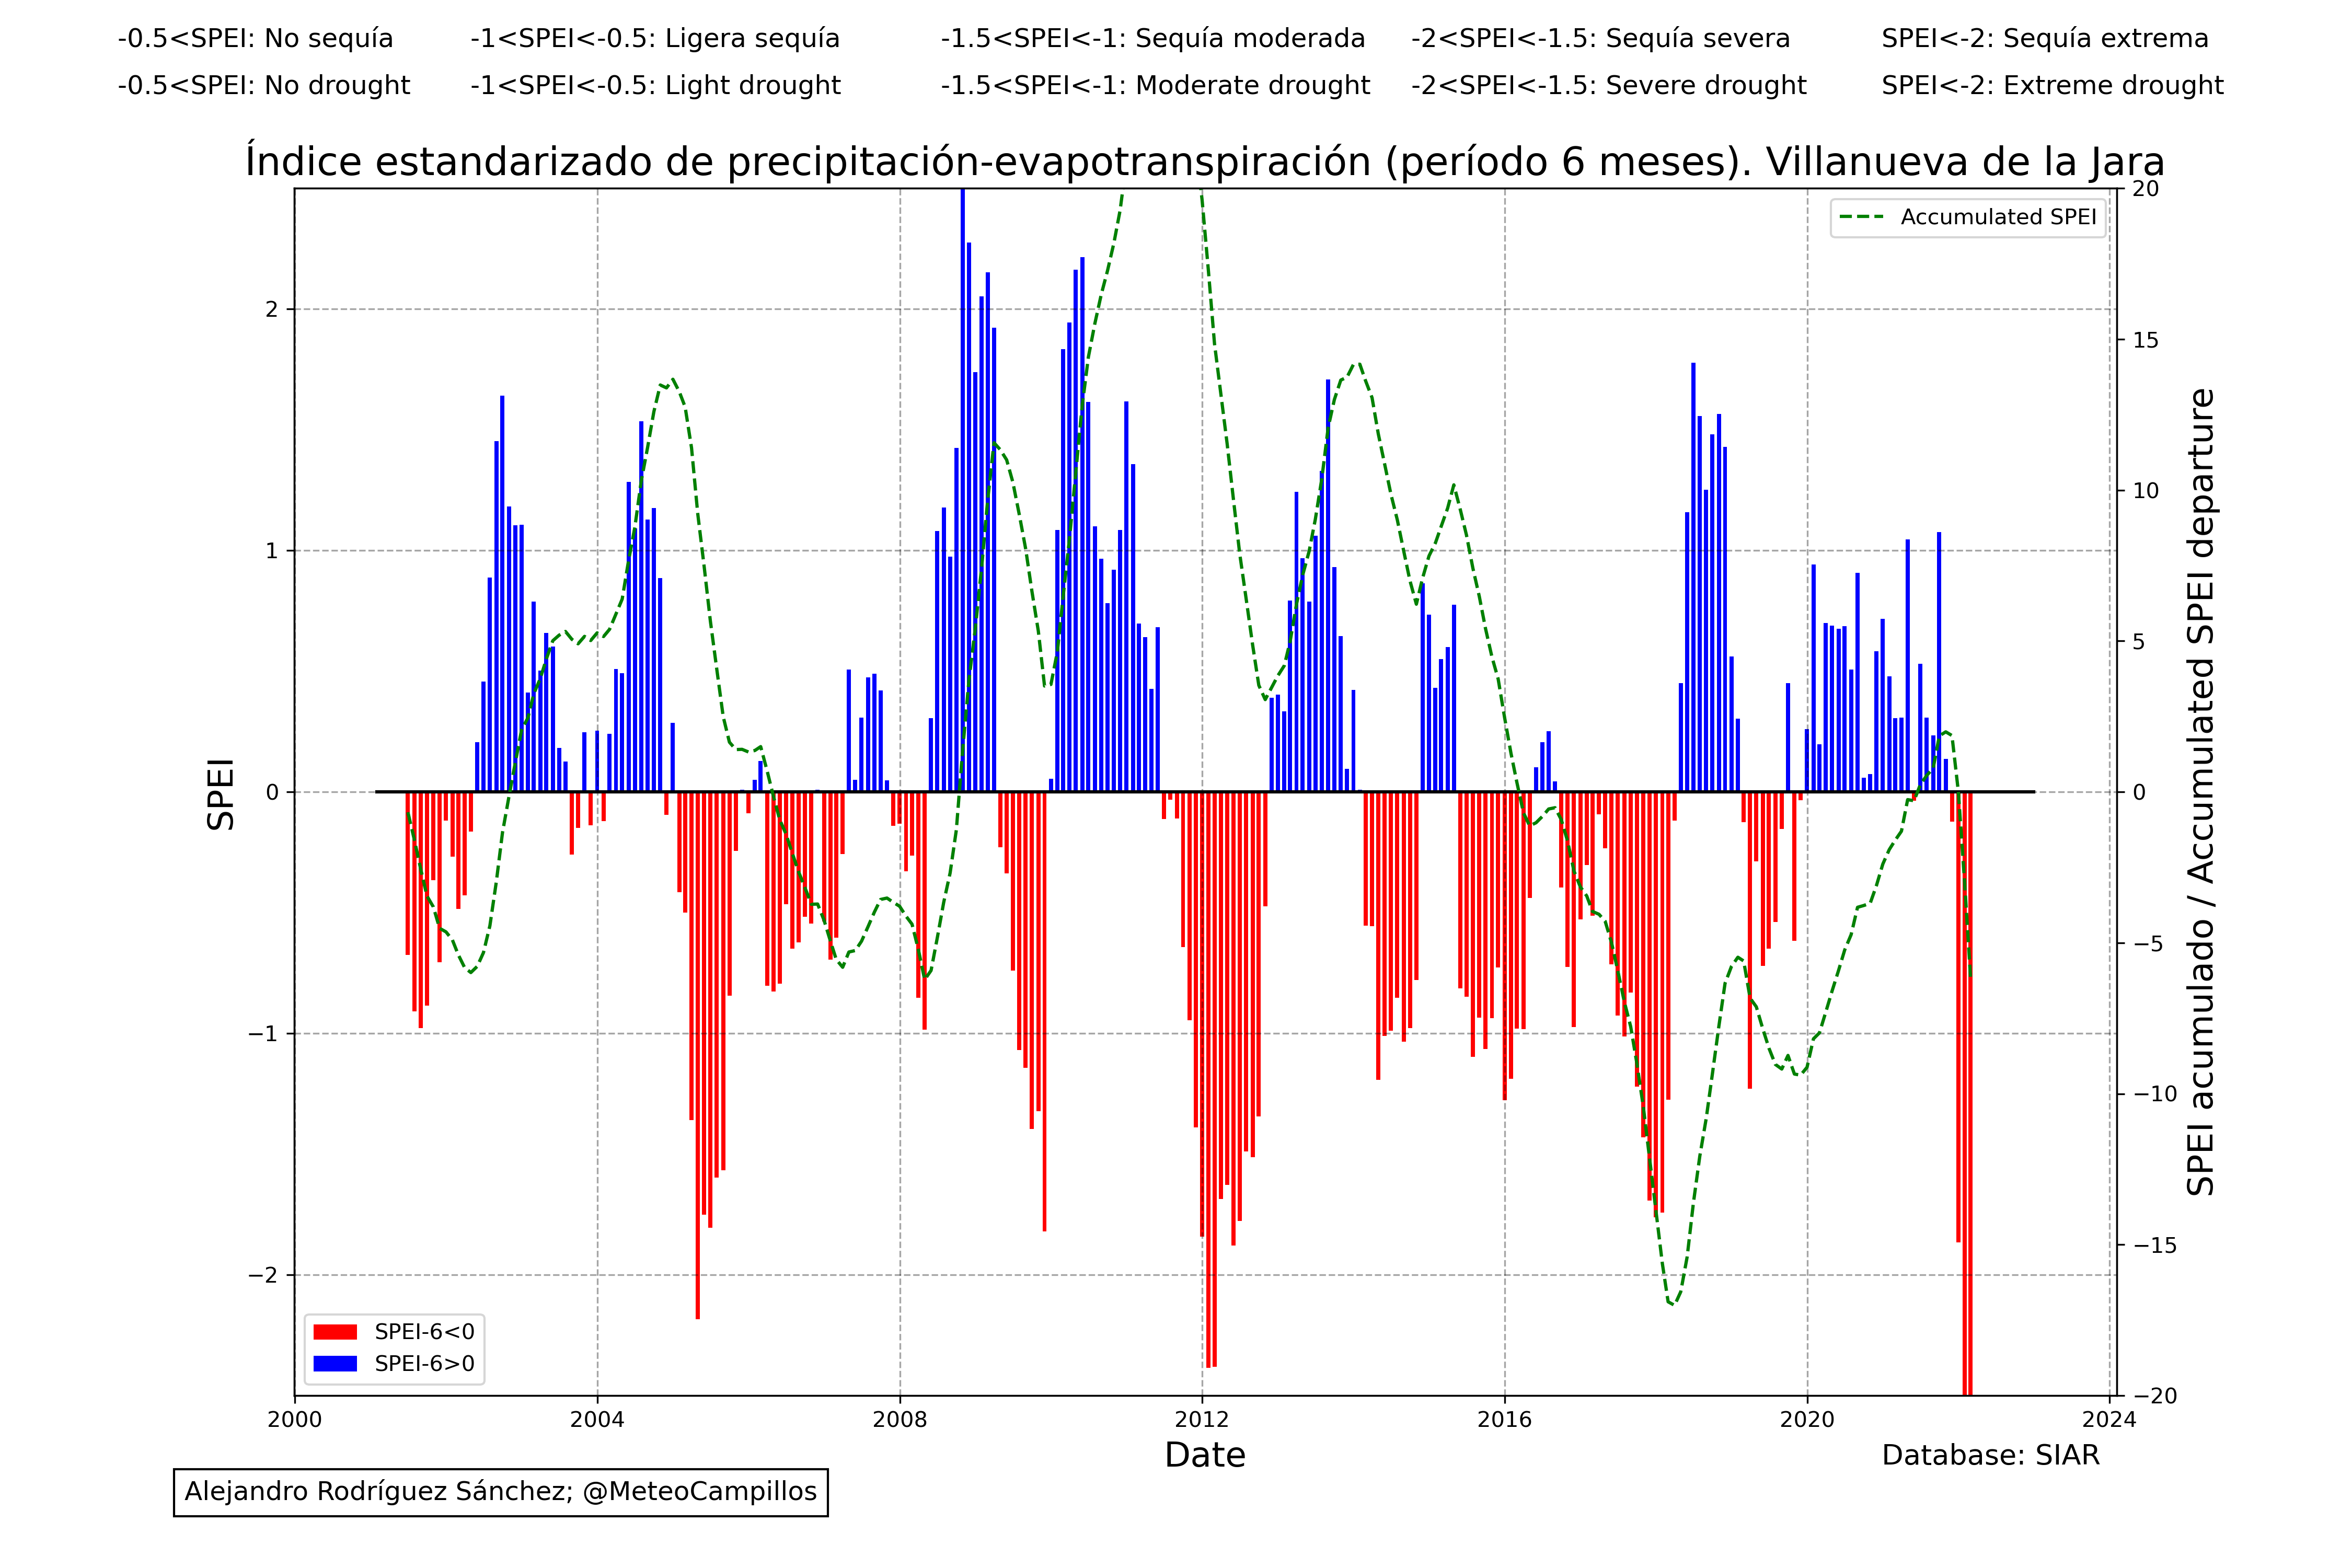 -0.5<SPEI: No sequía -1<SPEI<-0.5: Ligera sequía -1.5<SPEI<-1: Sequía moderada -2<SPEI<-1.5: Sequía severa SPEI<-2: Sequía extrema
-0.5<SPEI: No drought -1<SPEI<-0.5: Light drought -1.5<SPEI<-1: Moderate drought -2<SPEI<-1.5: Severe drought SPEI<-2: Extreme drought
Índice estandarizado de precipitación-evapotranspiración (período 6 meses). Villanueva de la Jara
Accumulated SPEI
SPEI
2
1
0
−1
−2
20
15
10
5
0
−5
−10
−15
−20
SPEI acumulado / Accumulated SPEI departure
SPEI-6<0
SPEI-6>0
2000 2004 2008 2012 2016 2020 2024
Date
Database: SIAR
Alejandro Rodríguez Sánchez; @MeteoCampillos